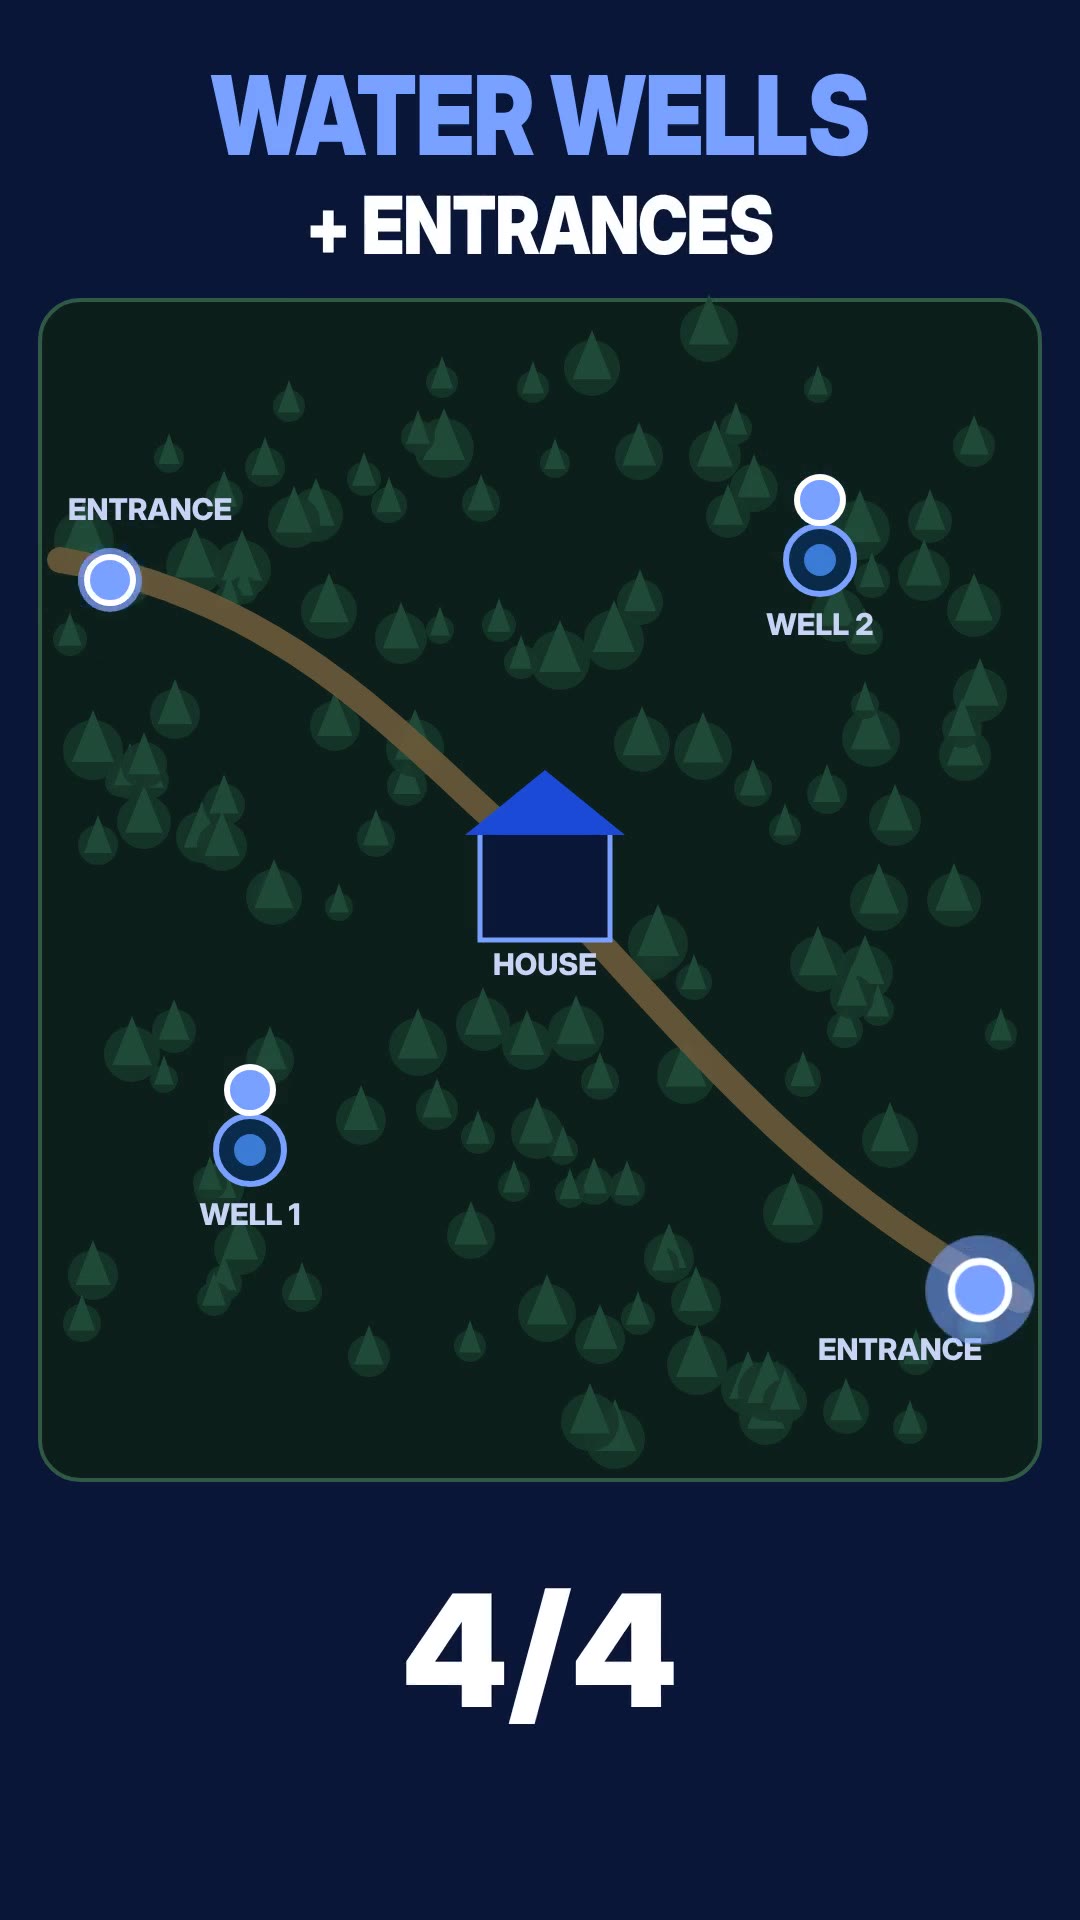 WATER WELLS
+ ENTRANCES
ENTRANCE
WELL 2
HOUSE
WELL 1
ENTRANCE
4/4